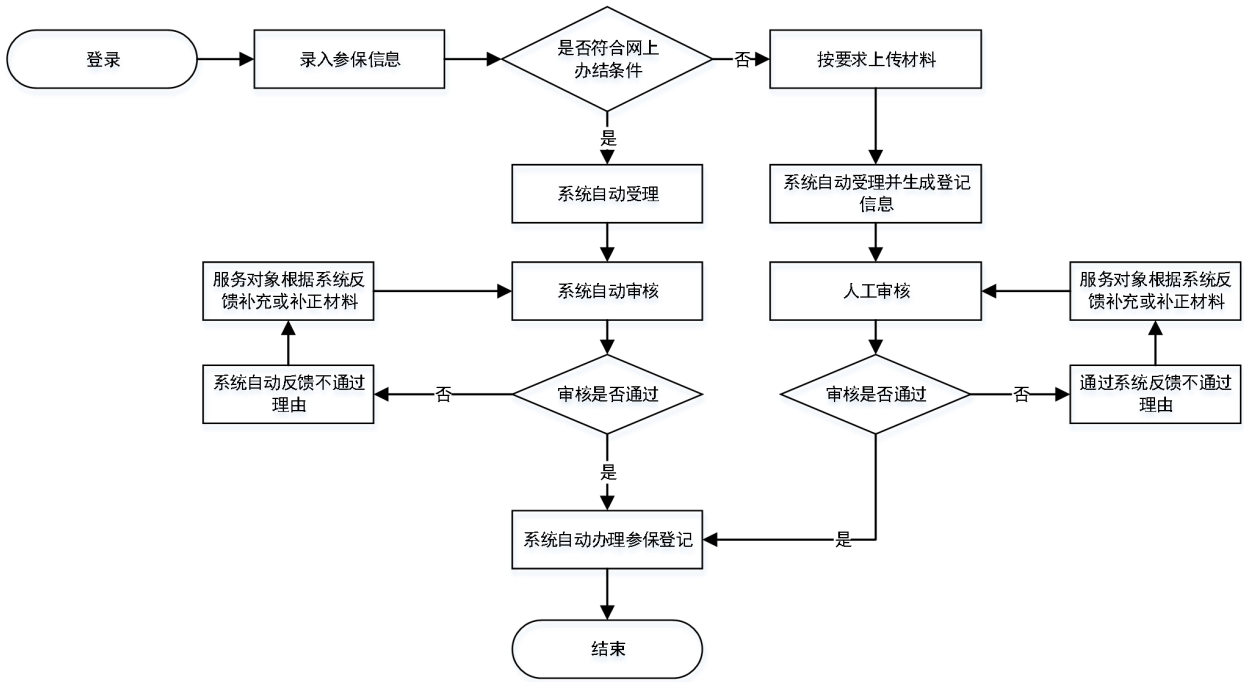 登录
录入参保信息
是否符合网上
办结条件
否
按要求上传材料
是
系统自动受理
系统自动受理并生成登记
信息
服务对象根据系统反
馈补充或补正材料
系统自动审核
人工审核
服务对象根据系统反
馈补充或补正材料
系统自动反馈不通过
理由
否
审核是否通过
审核是否通过
否
通过系统反馈不通过
理由
是
系统自动办理参保登记
是
结束